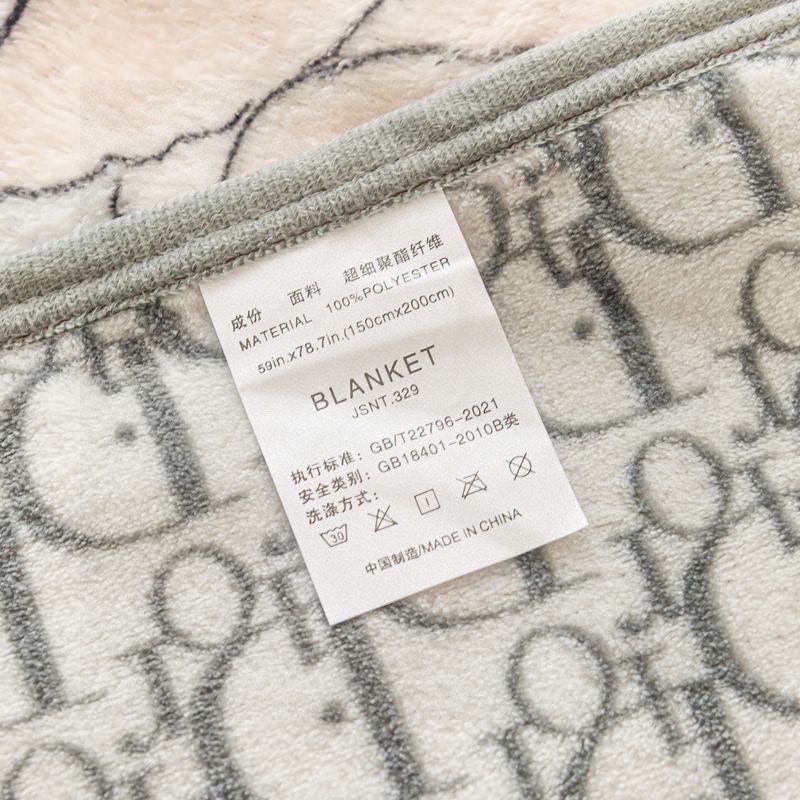 成份 面料 超细聚酯纤维
MATERIAL 100%POLYESTER
59in.x78.7in.(150cmx200cm)
BLANKET
JSNT.329
执行标准：GB/T22796-2021
安全类别：GB18401-2010B类
洗涤方式：
30
中国制造/MADE IN CHINA